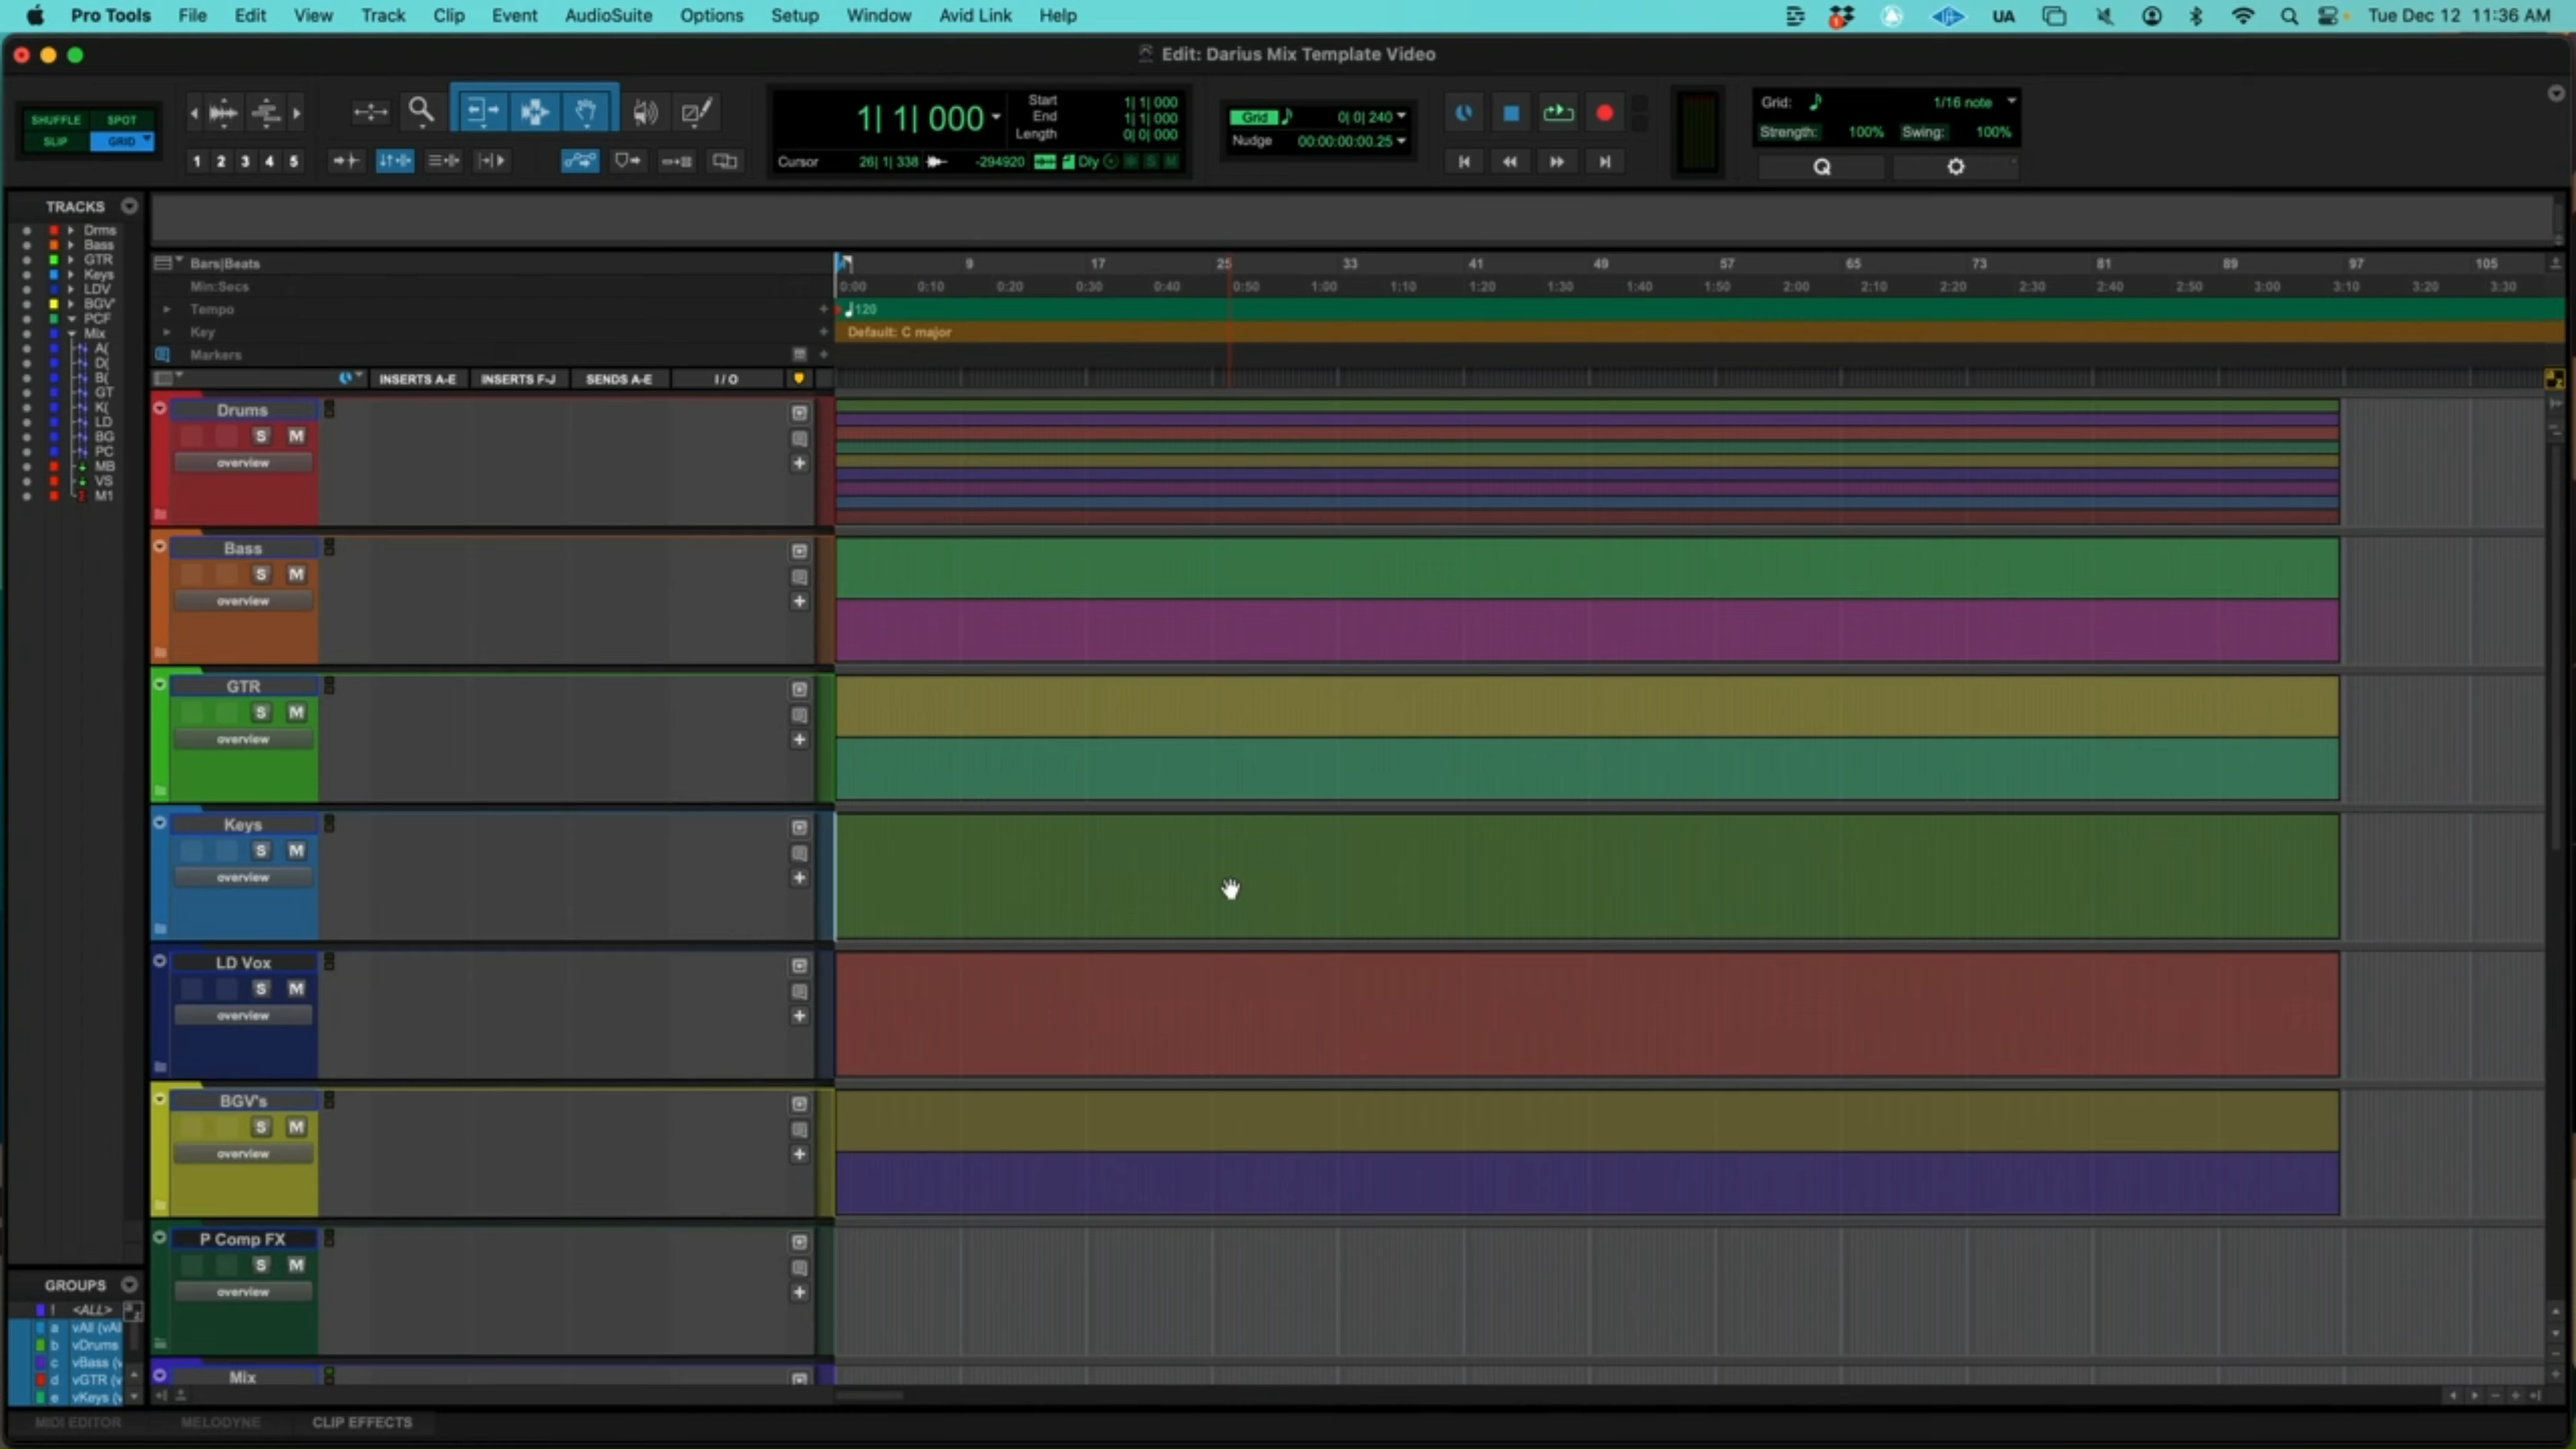 Pro Tools File Edit View Track Clip Event AudioSuite Options Setup Window Avid Link Help UA Tue Dec 12 11:36 AM
Edit: Darius Mix Template Video
SHUFFLE SPOT
SLIP GRID
1 2 3 4 5
1| 1| 000
Start 1| 1| 000
End 1| 1| 000
Length 0| 0| 000
Cursor 26| 1| 338 -294920 Dly S M
Grid 0| 0| 240
Nudge 00:00:00:00.25
Grid: 1/16 note
Strength: 100% Swing: 100%
Q
TRACKS
Drms
Bass
GTR
Keys
LDV
BGV'
PCF
Mix
A(
D(
B(
GT
K(
LD
BG
PC
MB
VS
M1
Bars|Beats 9 17 25 33 41 49 57 65 73 81 89 97 105
Min:Secs 0:00 0:10 0:20 0:30 0:40 0:50 1:00 1:10 1:20 1:30 1:40 1:50 2:00 2:10 2:20 2:30 2:40 2:50 3:00 3:10 3:20 3:30
Tempo 120
Key Default: C major
Markers
INSERTS A-E INSERTS F-J SENDS A-E I / O
Drums
S M
overview
Bass
S M
overview
GTR
S M
overview
Keys
S M
overview
LD Vox
S M
overview
BGV's
S M
overview
P Comp FX
S M
overview
Mix
GROUPS
! <ALL>
a vAll (vAl
b vDrums
c vBass (v
d vGTR (v
e vKeys (v
MIDI EDITOR MELODYNE CLIP EFFECTS